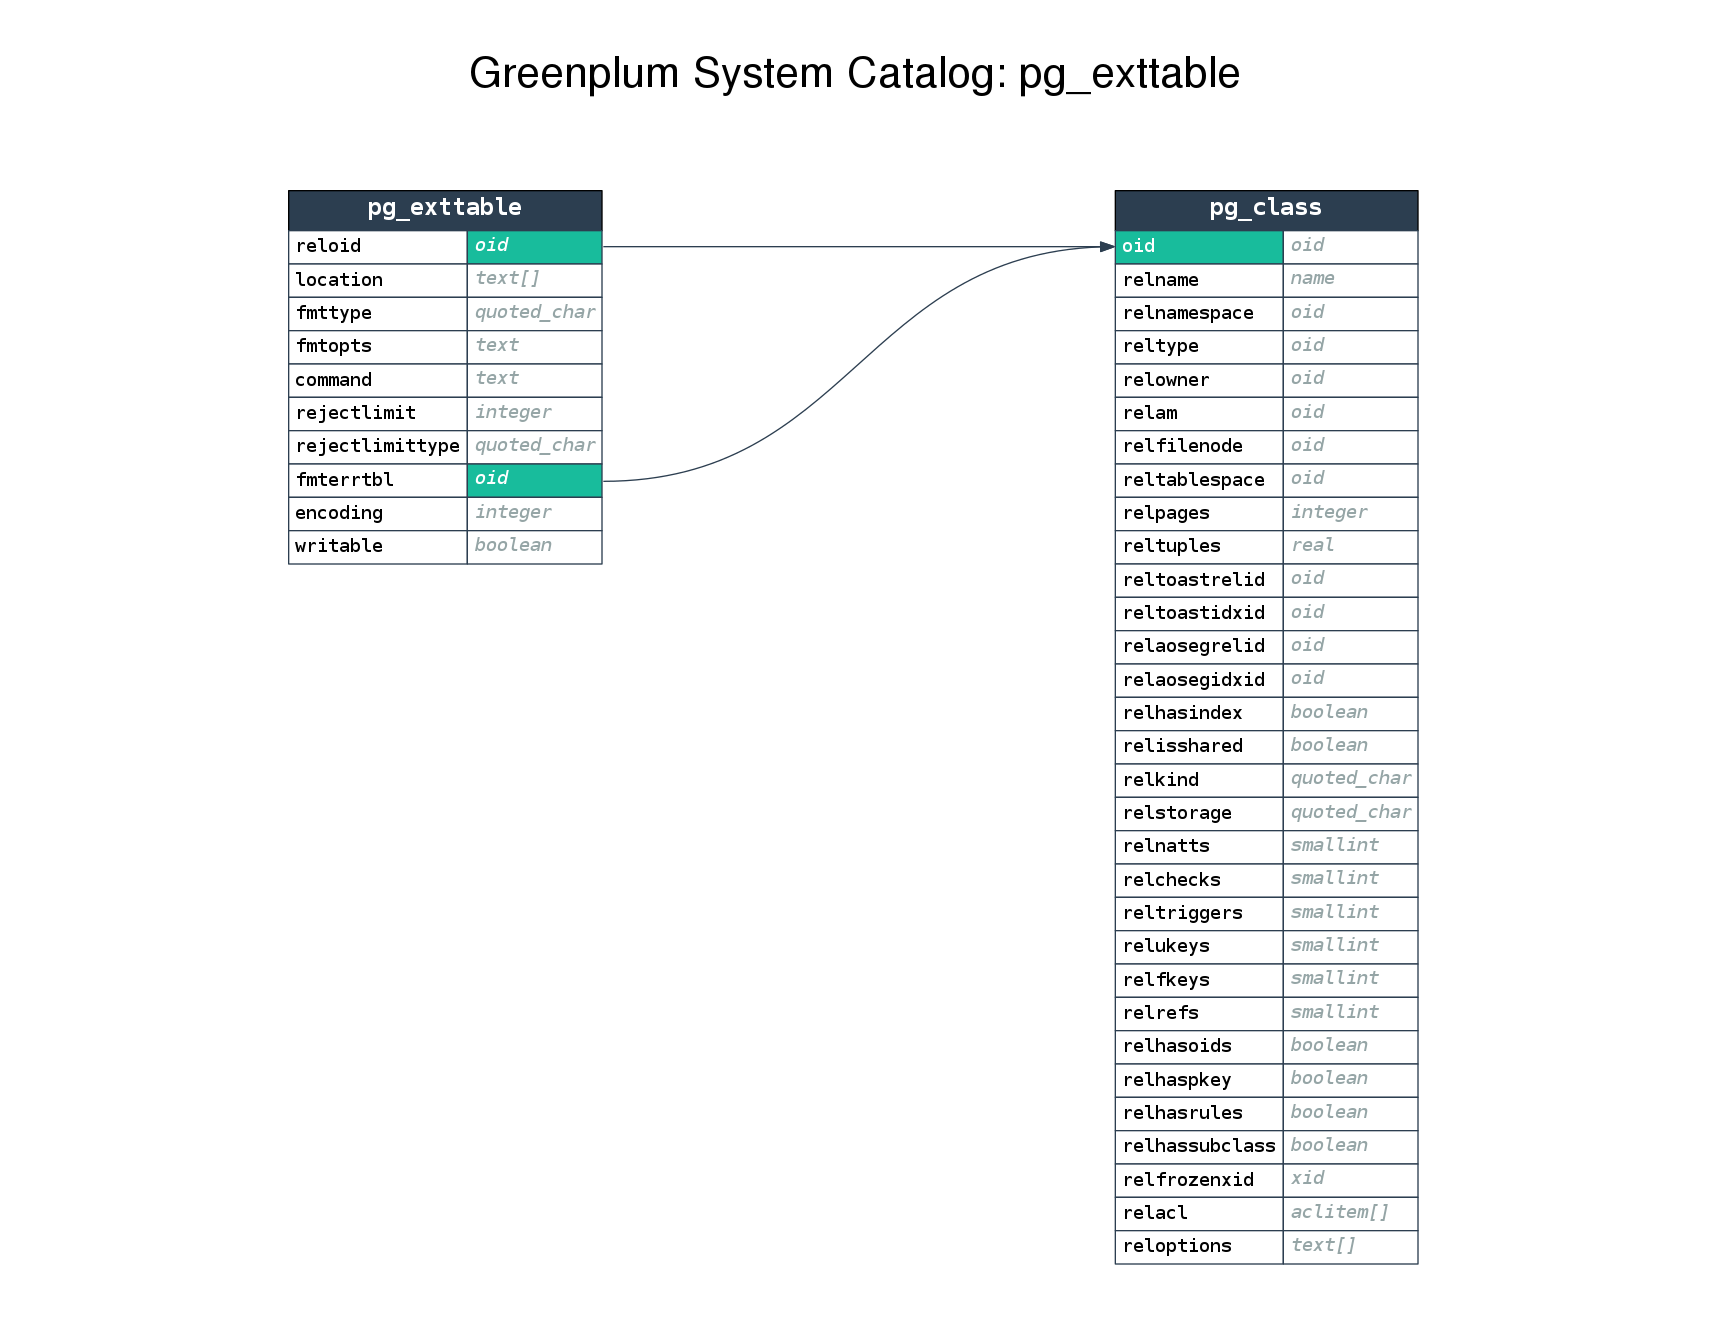 Greenplum System Catalog: pg_exttable
pg_exttable
reloid oid
location text[]
fmttype quoted_char
fmtopts text
command text
rejectlimit integer
rejectlimittype quoted_char
fmterrtbl oid
encoding integer
writable boolean
pg_class
oid oid
relname name
relnamespace oid
reltype oid
relowner oid
relam oid
relfilenode oid
reltablespace oid
relpages integer
reltuples real
reltoastrelid oid
reltoastidxid oid
relaosegrelid oid
relaosegidxid oid
relhasindex boolean
relisshared boolean
relkind quoted_char
relstorage quoted_char
relnatts smallint
relchecks smallint
reltriggers smallint
relukeys smallint
relfkeys smallint
relrefs smallint
relhasoids boolean
relhaspkey boolean
relhasrules boolean
relhassubclass boolean
relfrozenxid xid
relacl aclitem[]
reloptions text[]